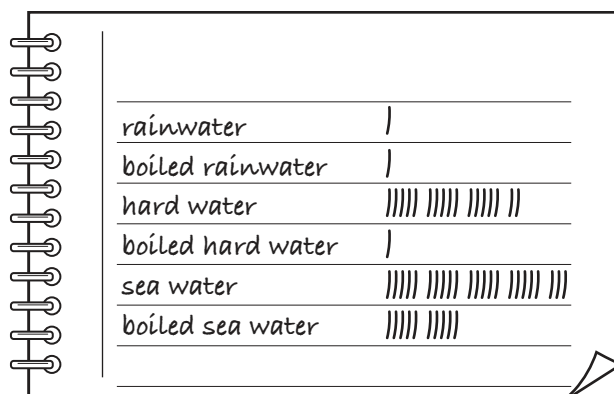 rainwater |
boiled rainwater |
hard water ||||| ||||| ||||| ||
boiled hard water |
sea water ||||| ||||| ||||| ||||| |||
boiled sea water ||||| |||||